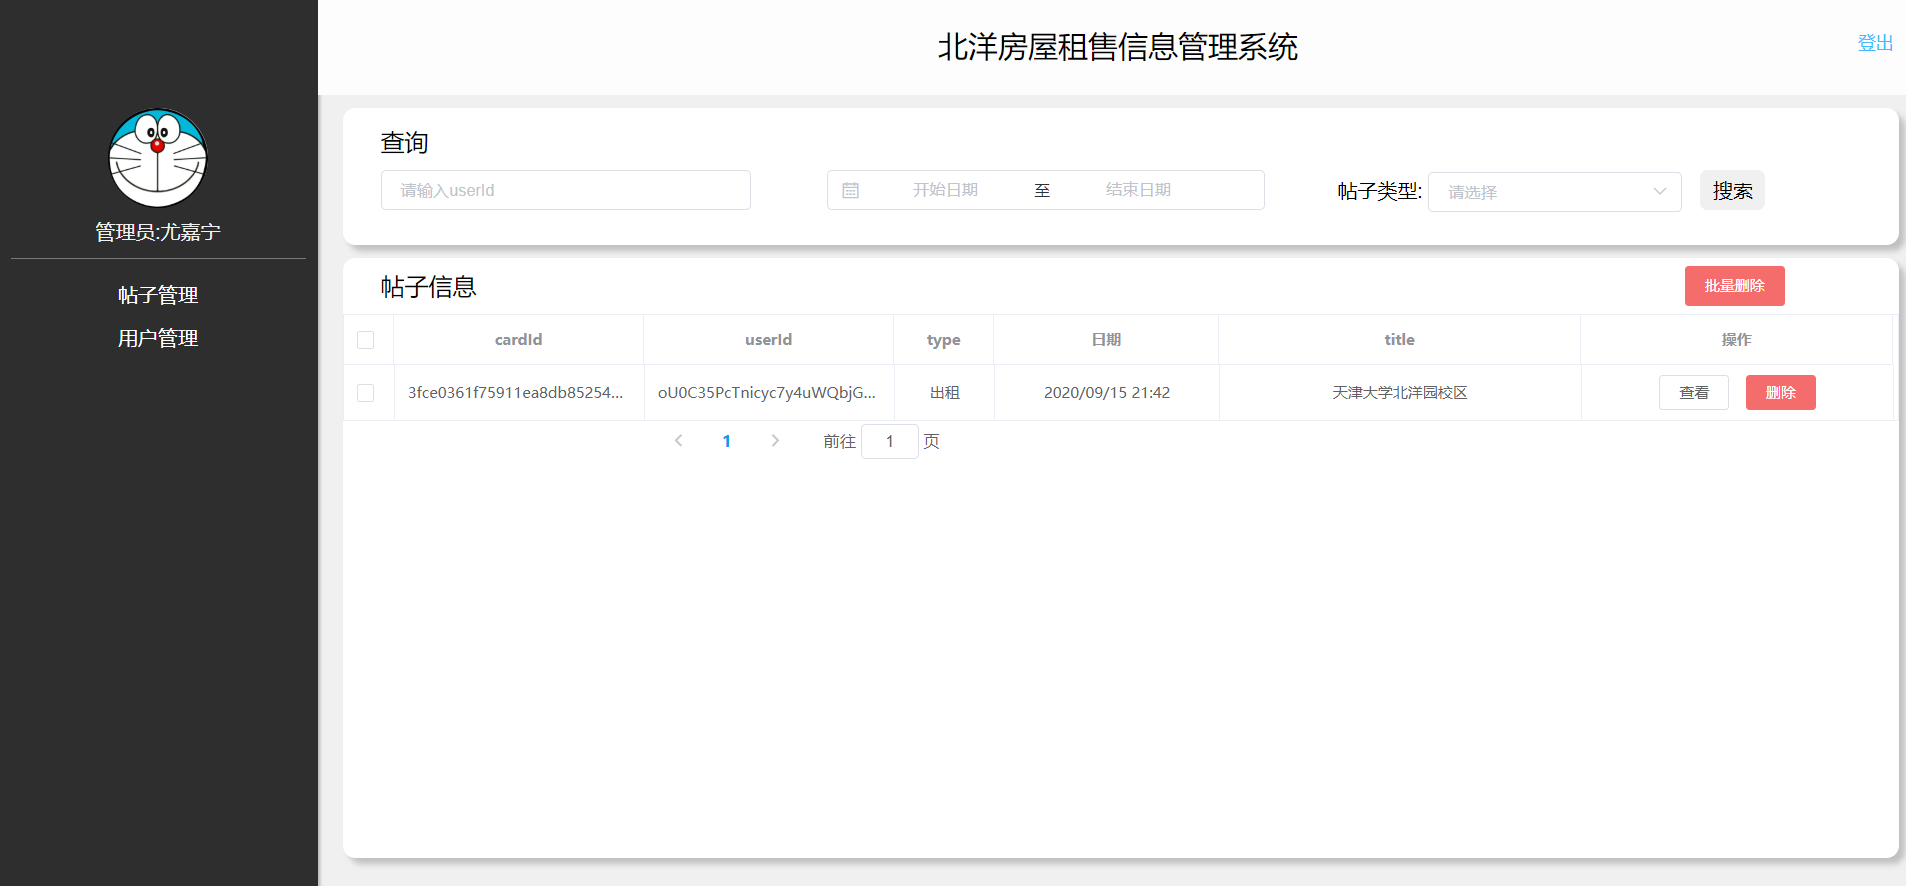 北洋房屋租售信息管理系统
登出
管理员:尤嘉宁
帖子管理
用户管理
查询
请输入userId
开始日期 至 结束日期
帖子类型: 请选择
搜索
帖子信息
批量删除
cardId userId type 日期 title 操作
3fce0361f75911ea8db85254... oU0C35PcTnicyc7y4uWQbjG... 出租 2020/09/15 21:42 天津大学北洋园校区 查看 删除
1 前往 1 页